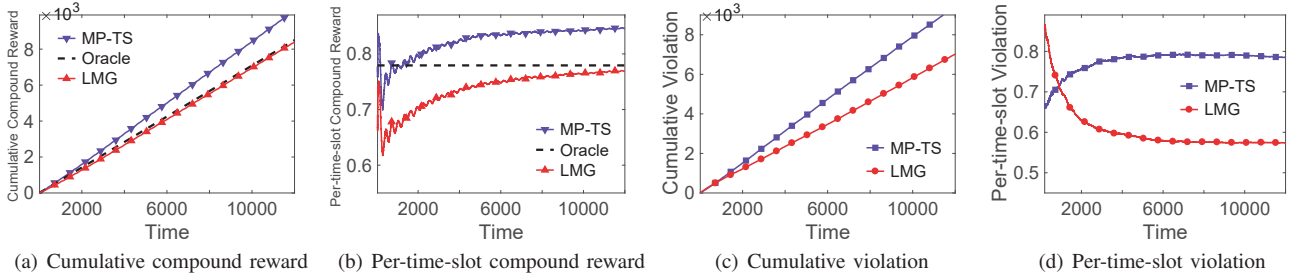 × 10³
Cumulative Compound Reward
8
6
4
2
0
MP-TS
Oracle
LMG
2000 6000 10000
Time
(a) Cumulative compound reward
Per-time-slot Compound Reward
0.8
0.7
0.6
MP-TS
Oracle
LMG
2000 6000 10000
Time
(b) Per-time-slot compound reward
× 10³
Cumulative Violation
8
6
4
2
0
MP-TS
LMG
2000 6000 10000
Time
(c) Cumulative violation
Per-time-slot Violation
0.8
0.7
0.6
0.5
MP-TS
LMG
2000 6000 10000
Time
(d) Per-time-slot violation